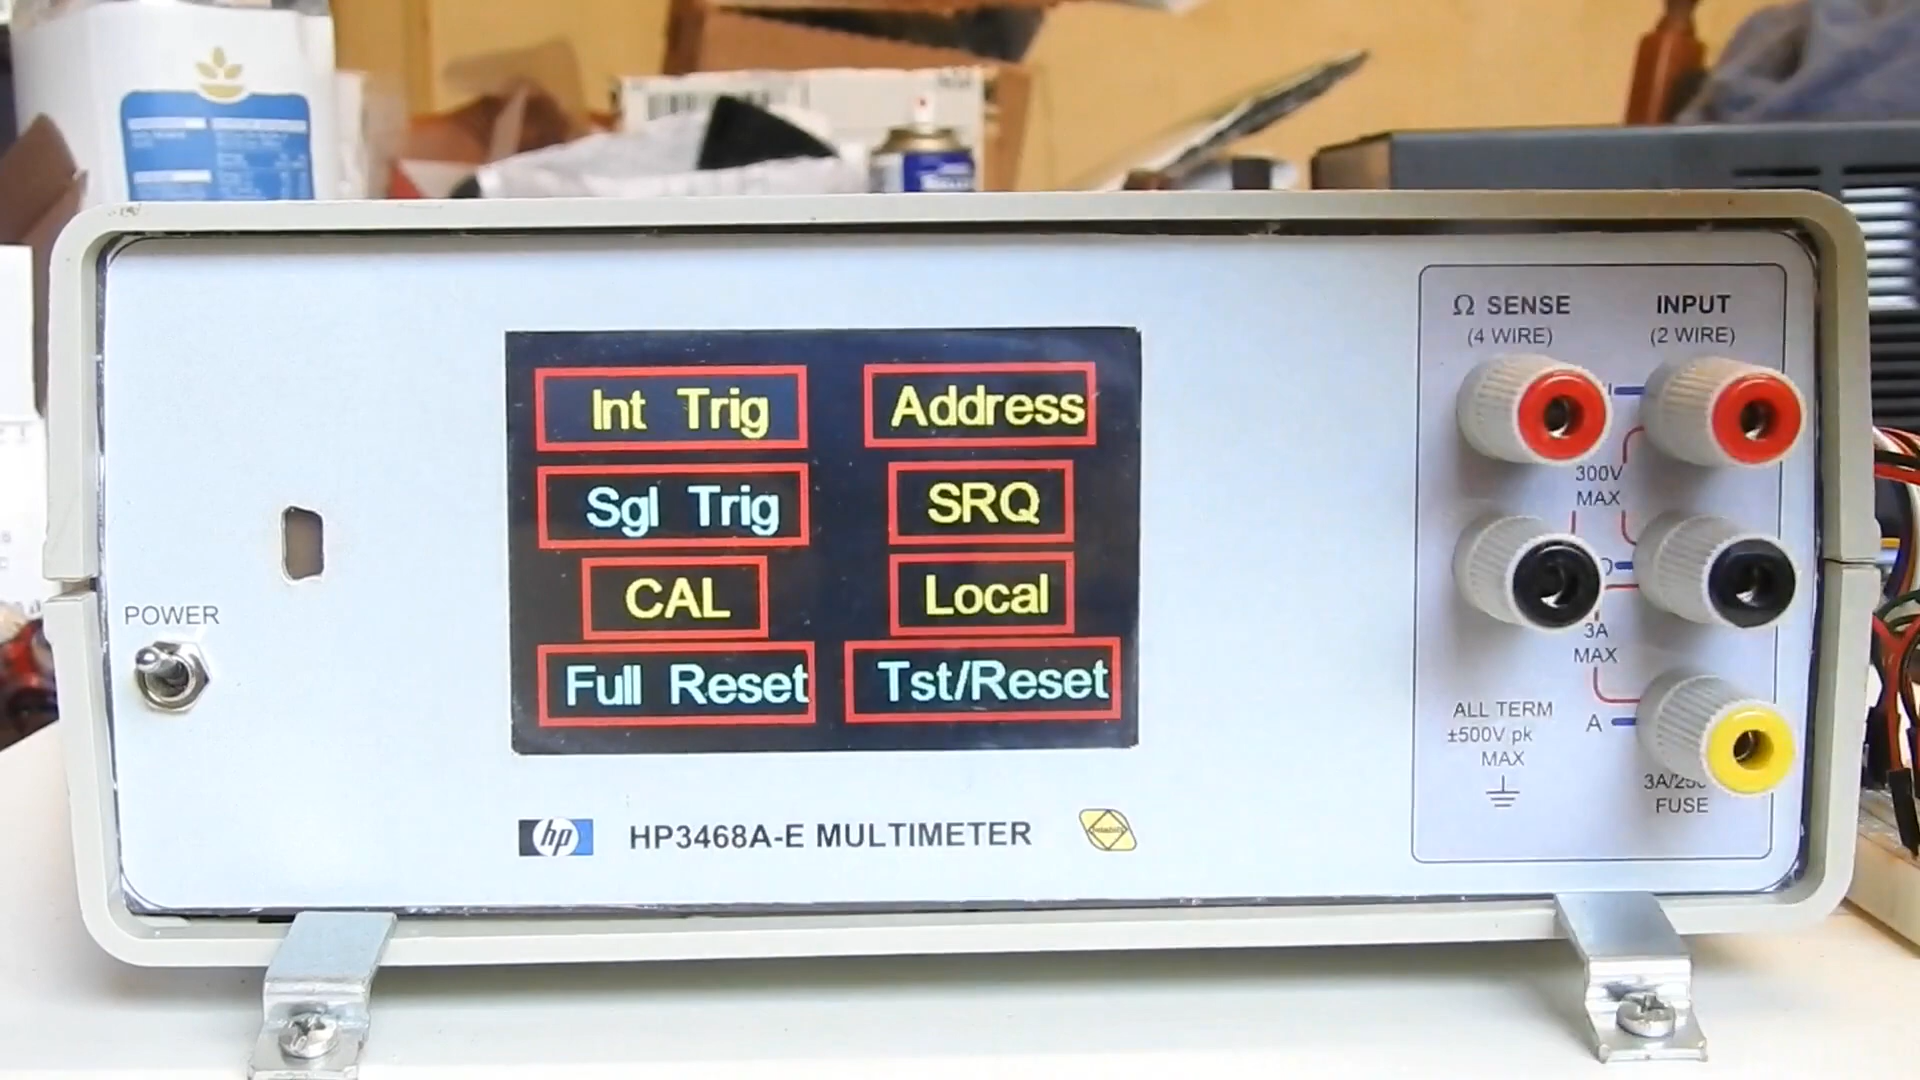 Int Trig
Address
Sgl Trig
SRQ
CAL
Local
Full Reset
Tst/Reset
POWER
hp
HP3468A-E MULTIMETER
Ω SENSE
(4 WIRE)
INPUT
(2 WIRE)
300V
MAX
3A
MAX
ALL TERM
±500V pk
MAX
A
FUSE